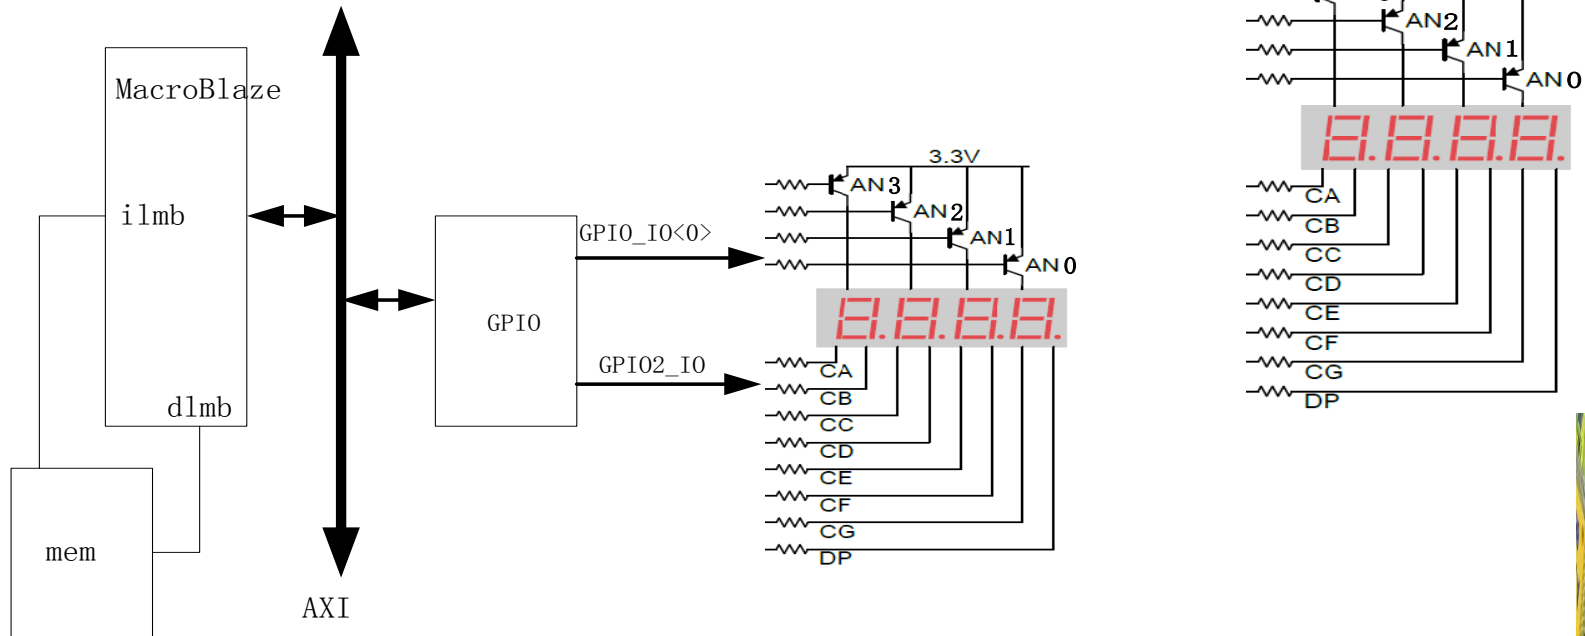 MacroBlaze
ilmb
dlmb
mem
AXI
GPIO
GPIO_IO<0>
GPIO2_IO
3.3V
AN3
AN2
AN1
AN0
CA
CB
CC
CD
CE
CF
CG
DP
AN2
AN1
AN0
CA
CB
CC
CD
CE
CF
CG
DP